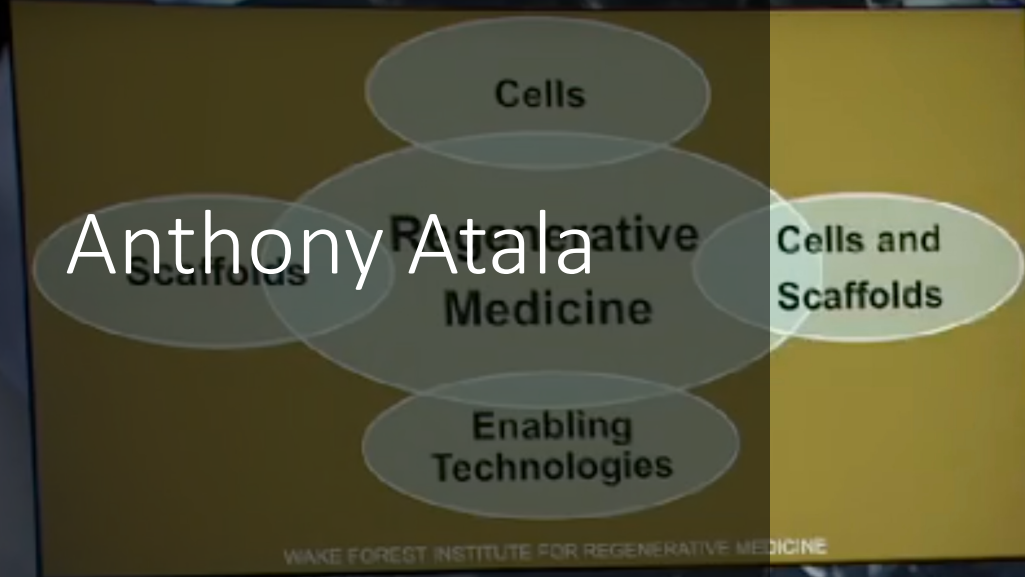 Cells
Anthony Atala
Regenerative
Medicine
Scaffolds
Cells and
Scaffolds
Enabling
Technologies
WAKE FOREST INSTITUTE FOR REGENERATIVE MEDICINE